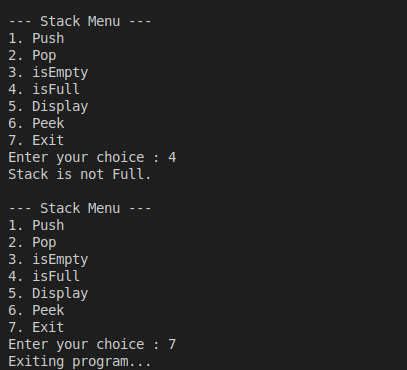 --- Stack Menu ---
1. Push
2. Pop
3. isEmpty
4. isFull
5. Display
6. Peek
7. Exit
Enter your choice : 4
Stack is not Full.
--- Stack Menu ---
1. Push
2. Pop
3. isEmpty
4. isFull
5. Display
6. Peek
7. Exit
Enter your choice : 7
Exiting program...